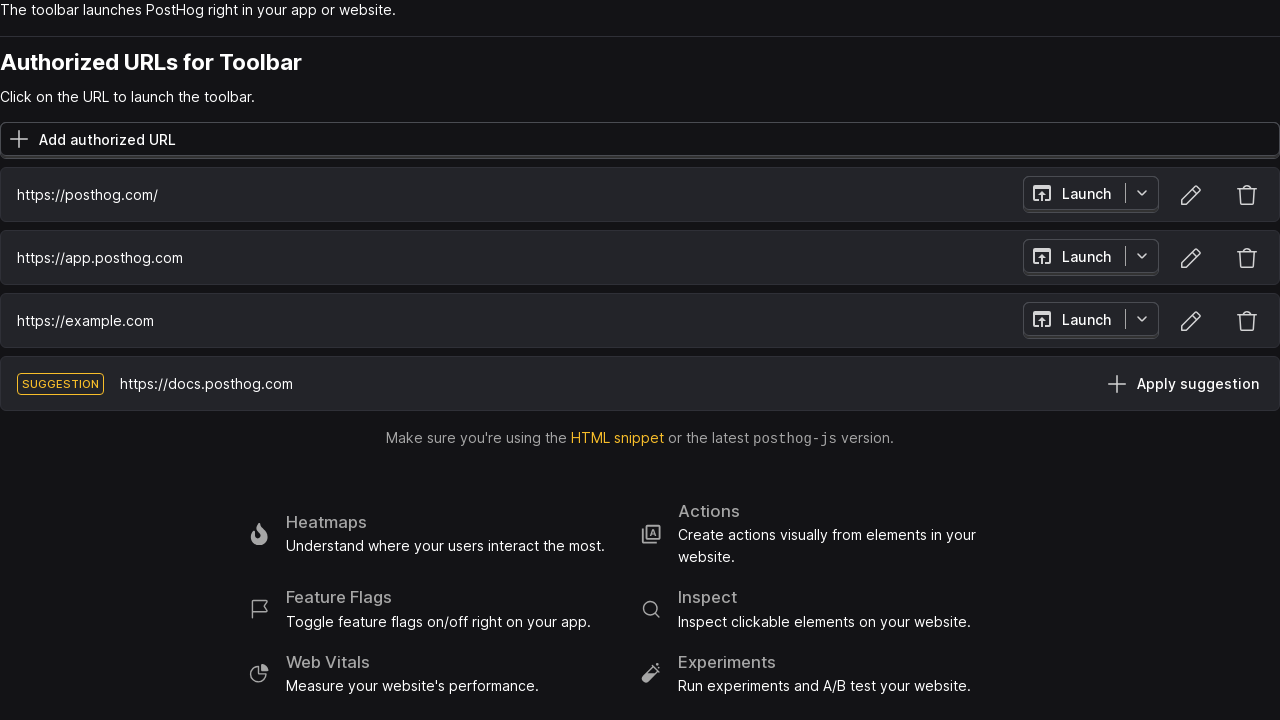 The toolbar launches PostHog right in your app or website.
Authorized URLs for Toolbar
Click on the URL to launch the toolbar.
Add authorized URL
https://posthog.com/
Launch
https://app.posthog.com
Launch
https://example.com
Launch
SUGGESTION
https://docs.posthog.com
Apply suggestion
Make sure you're using the HTML snippet or the latest posthog-js version.
Heatmaps
Understand where your users interact the most.
Actions
Create actions visually from elements in your
website.
Feature Flags
Toggle feature flags on/off right on your app.
Inspect
Inspect clickable elements on your website.
Web Vitals
Measure your website's performance.
Experiments
Run experiments and A/B test your website.